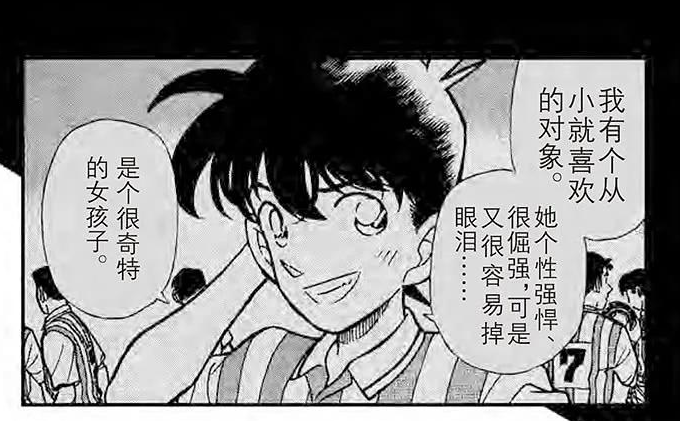 我有个从
小就喜欢
的对象。
她个性强悍、
很倔强，可是
又很容易掉
眼泪……
是个很奇特
的女孩子。
7